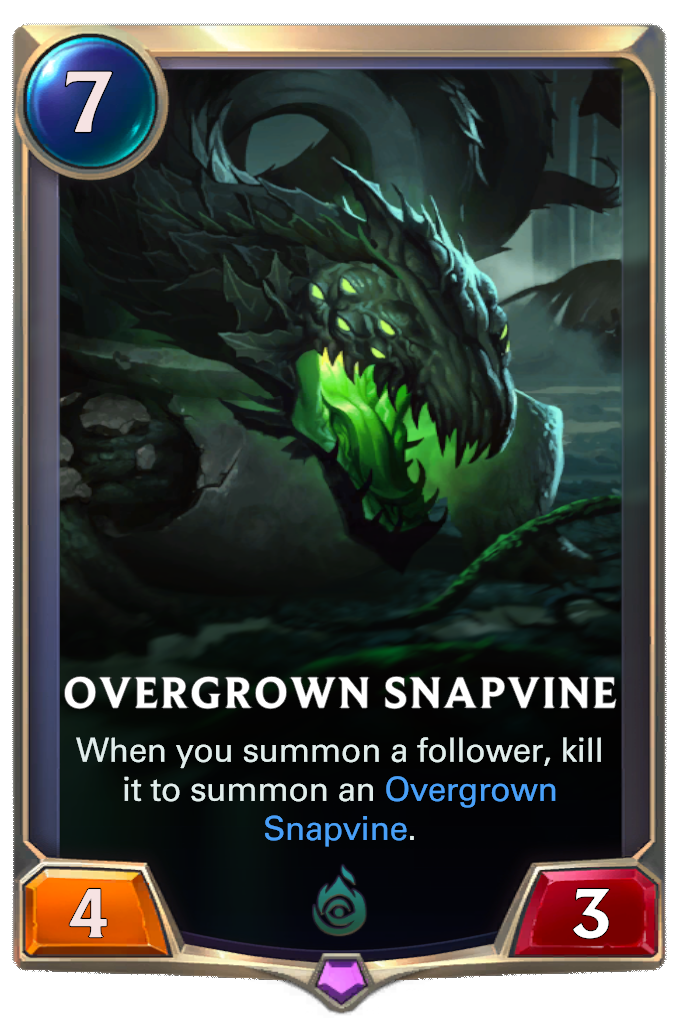 7
OVERGROWN SNAPVINE
When you summon a follower, kill
it to summon an Overgrown
Snapvine.
4
3